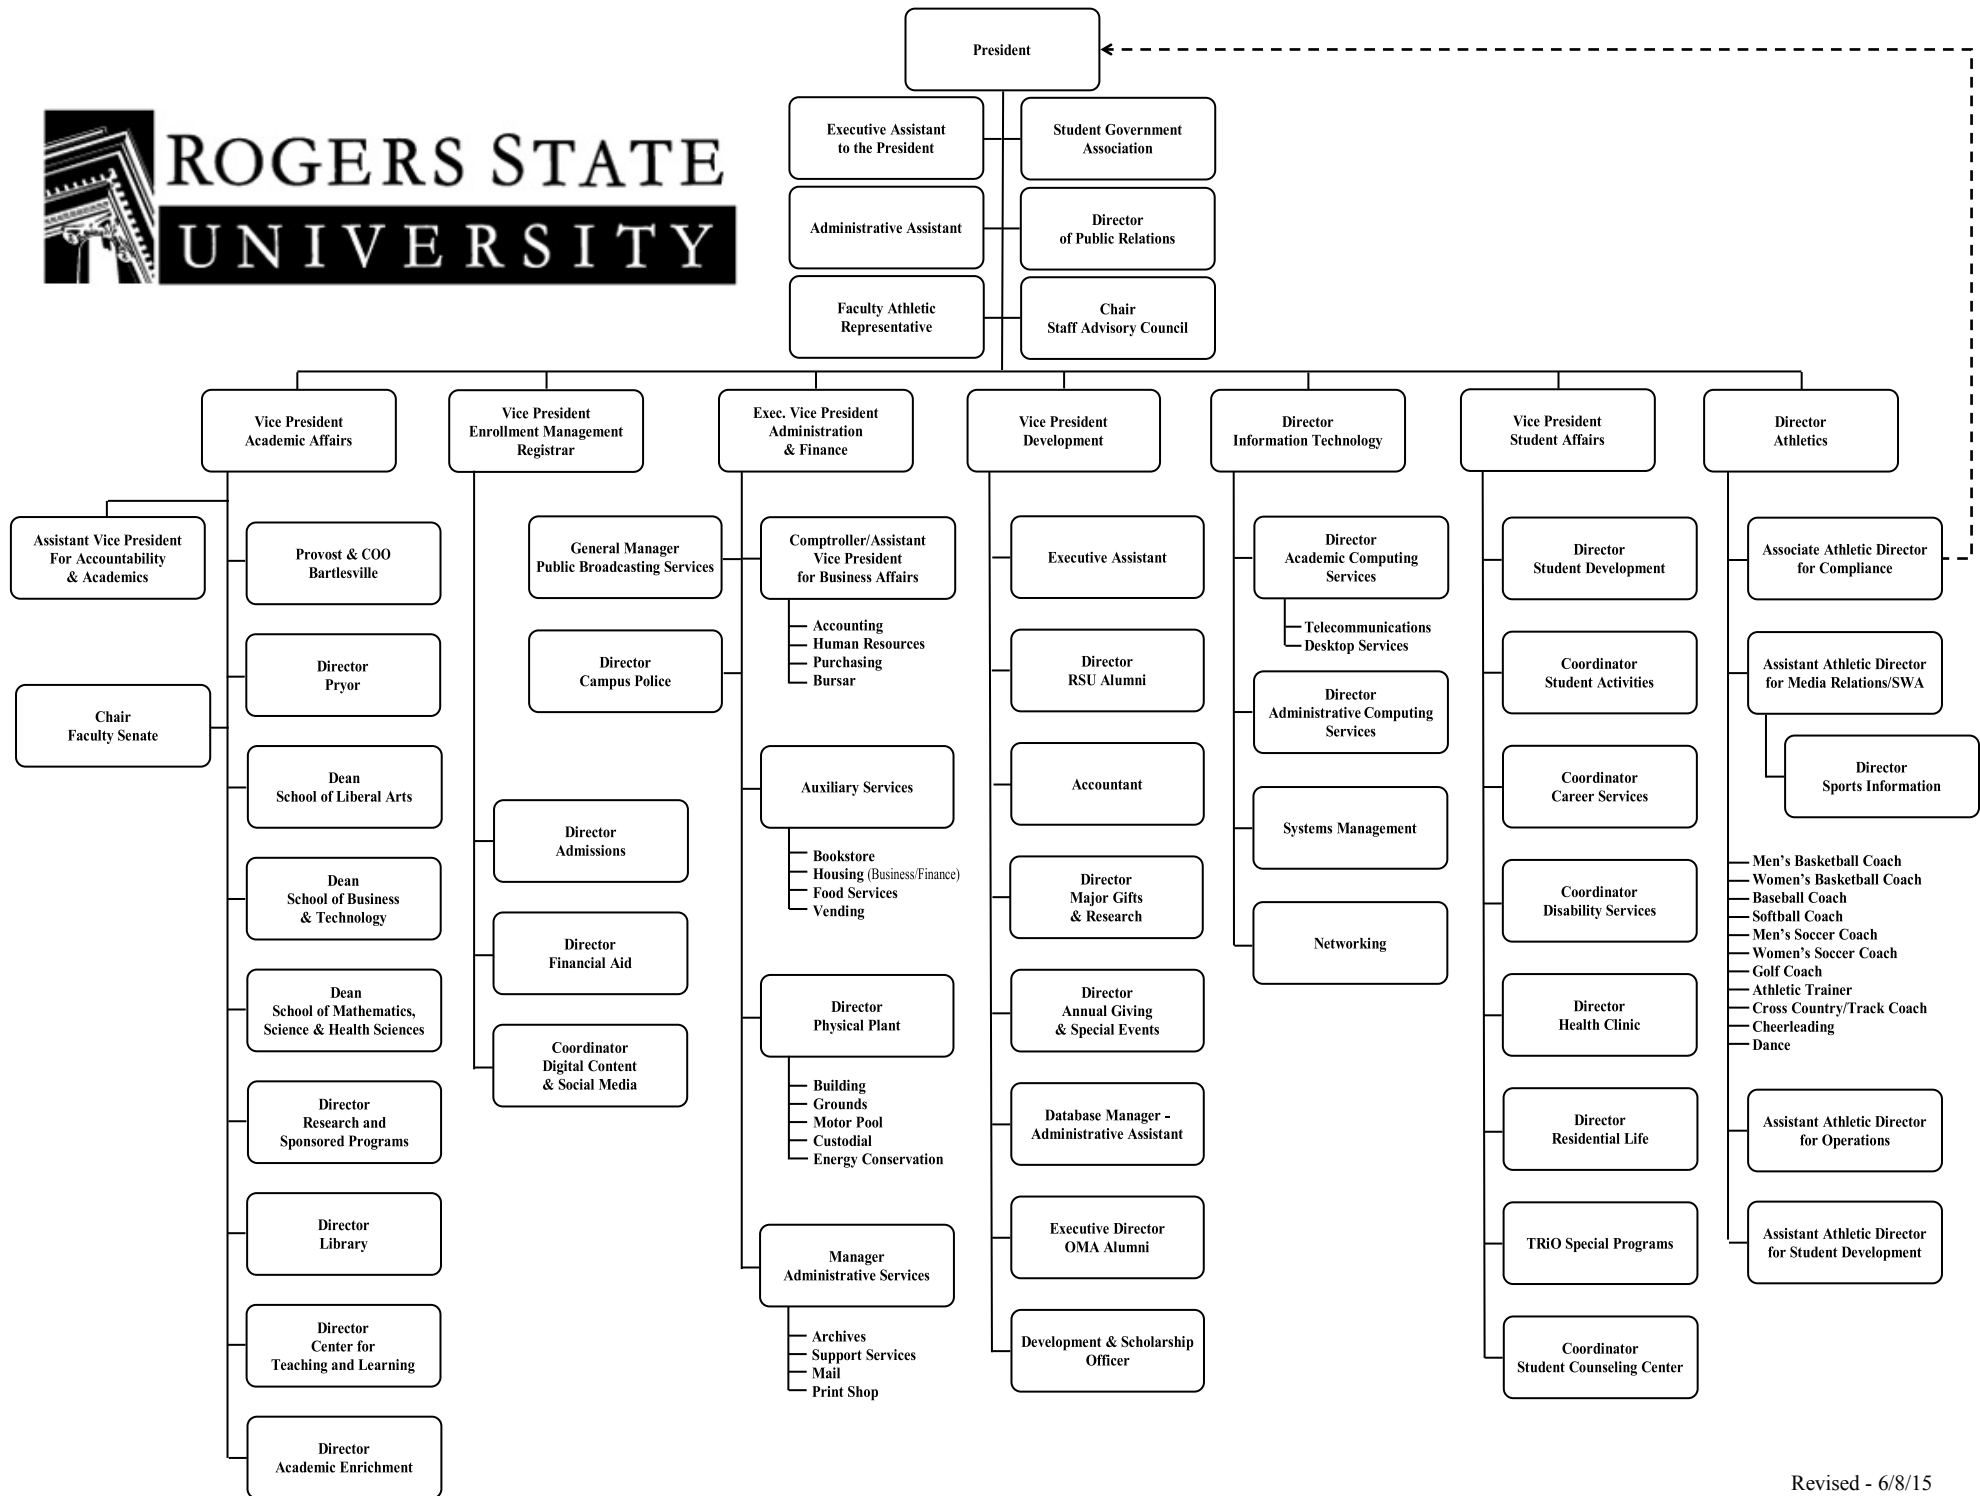 President
ROGERS STATE
UNIVERSITY
Executive Assistant
to the President
Student Government
Association
Administrative Assistant
Director
of Public Relations
Faculty Athletic
Representative
Chair
Staff Advisory Council
Vice President
Academic Affairs
Assistant Vice President
For Accountability
& Academics
Chair
Faculty Senate
Provost & COO
Bartlesville
Director
Pryor
Dean
School of Liberal Arts
Dean
School of Business
& Technology
Dean
School of Mathematics,
Science & Health Sciences
Director
Research and
Sponsored Programs
Director
Library
Director
Center for
Teaching and Learning
Director
Academic Enrichment
Vice President
Enrollment Management
Registrar
Director
Admissions
Director
Financial Aid
Coordinator
Digital Content
& Social Media
Exec. Vice President
Administration
& Finance
General Manager
Public Broadcasting Services
Director
Campus Police
Comptroller/Assistant
Vice President
for Business Affairs
Accounting
Human Resources
Purchasing
Bursar
Auxiliary Services
Bookstore
Housing (Business/Finance)
Food Services
Vending
Director
Physical Plant
Building
Grounds
Motor Pool
Custodial
Energy Conservation
Manager
Administrative Services
Archives
Support Services
Mail
Print Shop
Vice President
Development
Executive Assistant
Director
RSU Alumni
Accountant
Director
Major Gifts
& Research
Director
Annual Giving
& Special Events
Database Manager –
Administrative Assistant
Executive Director
OMA Alumni
Development & Scholarship
Officer
Director
Information Technology
Director
Academic Computing
Services
Telecommunications
Desktop Services
Director
Administrative Computing
Services
Systems Management
Networking
Vice President
Student Affairs
Director
Student Development
Coordinator
Student Activities
Coordinator
Career Services
Coordinator
Disability Services
Director
Health Clinic
Director
Residential Life
TRiO Special Programs
Coordinator
Student Counseling Center
Director
Athletics
Associate Athletic Director
for Compliance
Assistant Athletic Director
for Media Relations/SWA
Director
Sports Information
Men's Basketball Coach
Women's Basketball Coach
Baseball Coach
Softball Coach
Men's Soccer Coach
Women's Soccer Coach
Golf Coach
Athletic Trainer
Cross Country/Track Coach
Cheerleading
Dance
Assistant Athletic Director
for Operations
Assistant Athletic Director
for Student Development
Revised - 6/8/15